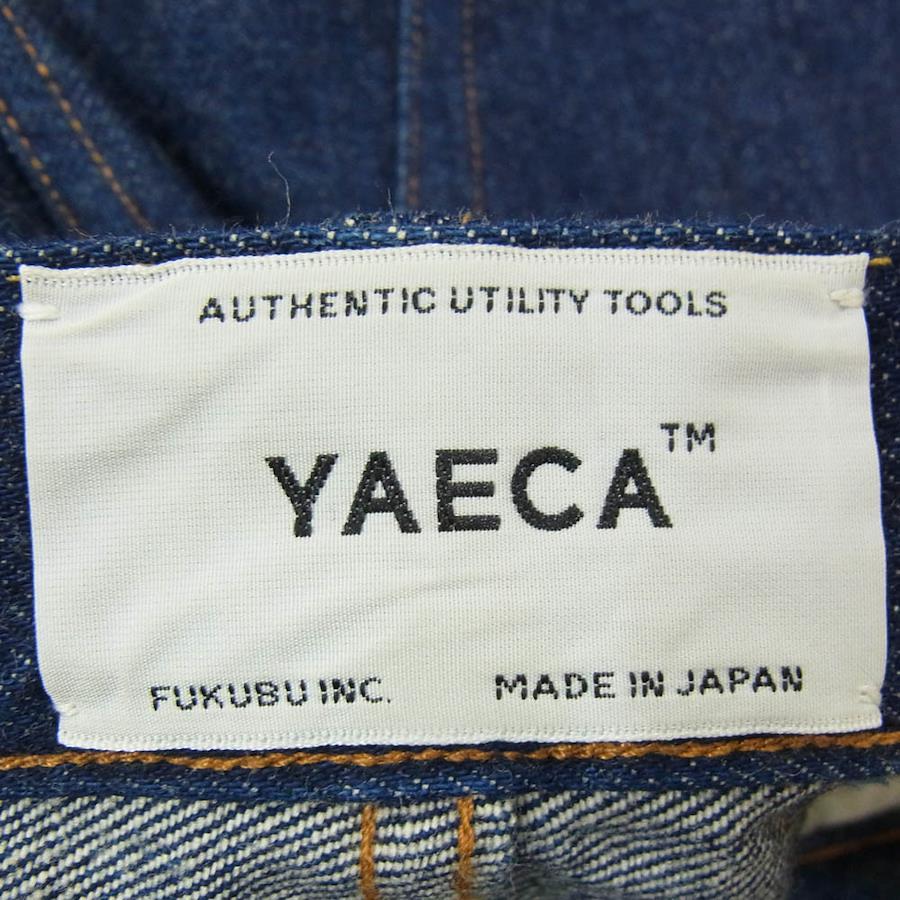 AUTHENTIC UTILITY TOOLS
YAECA™
FUKUBU INC. MADE IN JAPAN